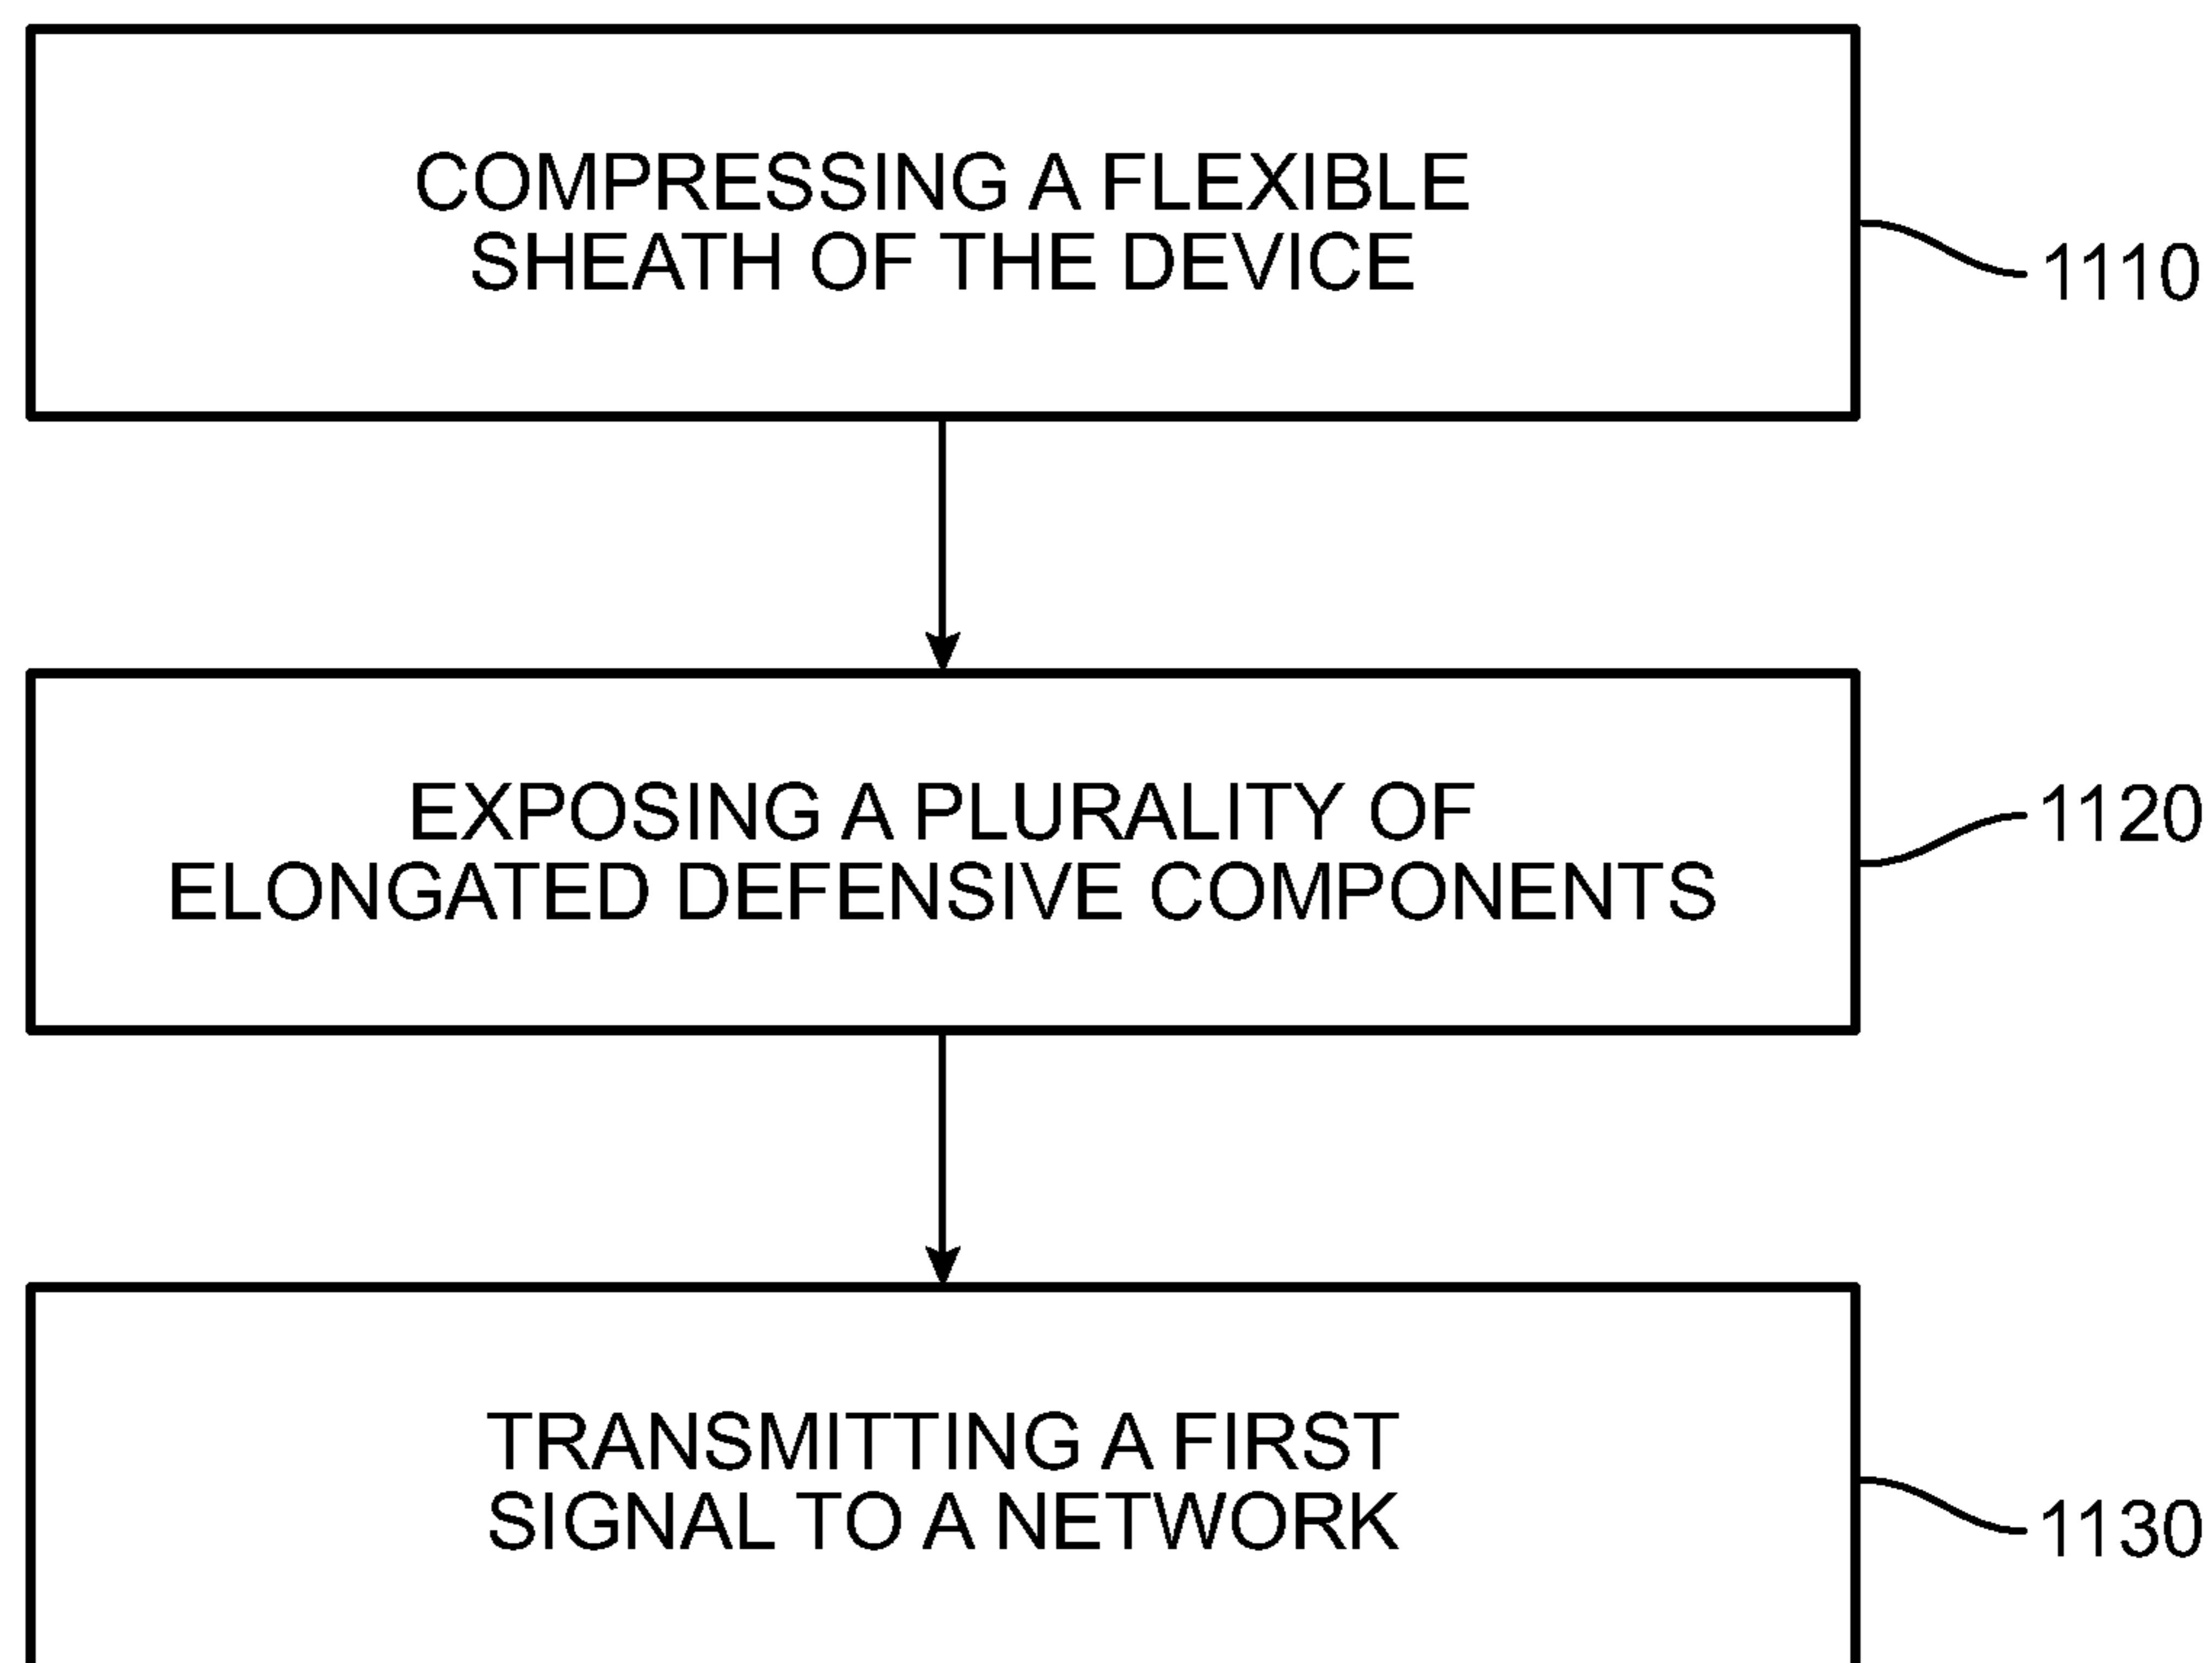 COMPRESSING A FLEXIBLE
SHEATH OF THE DEVICE
1110
EXPOSING A PLURALITY OF
ELONGATED DEFENSIVE COMPONENTS
1120
TRANSMITTING A FIRST
SIGNAL TO A NETWORK
1130